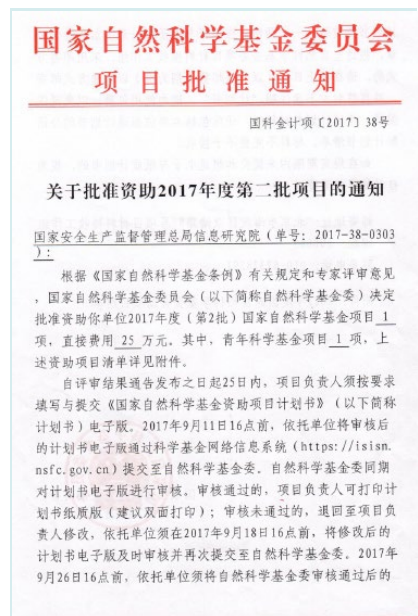 国家自然科学基金委员会
项目批准通知
国科金计项〔2017〕38号
关于批准资助2017年度第二批项目的通知
国家安全生产监督管理总局信息研究院（单号：2017-38-0303
）：
根据《国家自然科学基金条例》有关规定和专家评审意见
，国家自然科学基金委员会（以下简称自然科学基金委）决定
批准资助你单位2017年度（第2批）国家自然科学基金项目 1
项，直接费用 25 万元。其中，青年科学基金项目 1 项，上
述资助项目清单详见附件。
自评审结果通告发布之日起25日内，项目负责人须按要求
填写与提交《国家自然科学基金资助项目计划书》（以下简称
计划书）电子版。2017年9月11日16点前，依托单位将审核后
的计划书电子版通过科学基金网络信息系统（https://isisn.
nsfc.gov.cn）提交至自然科学基金委。自然科学基金委同期
对计划书电子版进行审核。审核通过的，项目负责人可打印计
划书纸质版（建议双面打印）；审核未通过的，退回至项目负
责人修改，依托单位须在2017年9月18日16点前，将修改后的
计划书电子版及时审核并再次提交至自然科学基金委。2017年
9月26日16点前，依托单位须将自然科学基金委审核通过后的